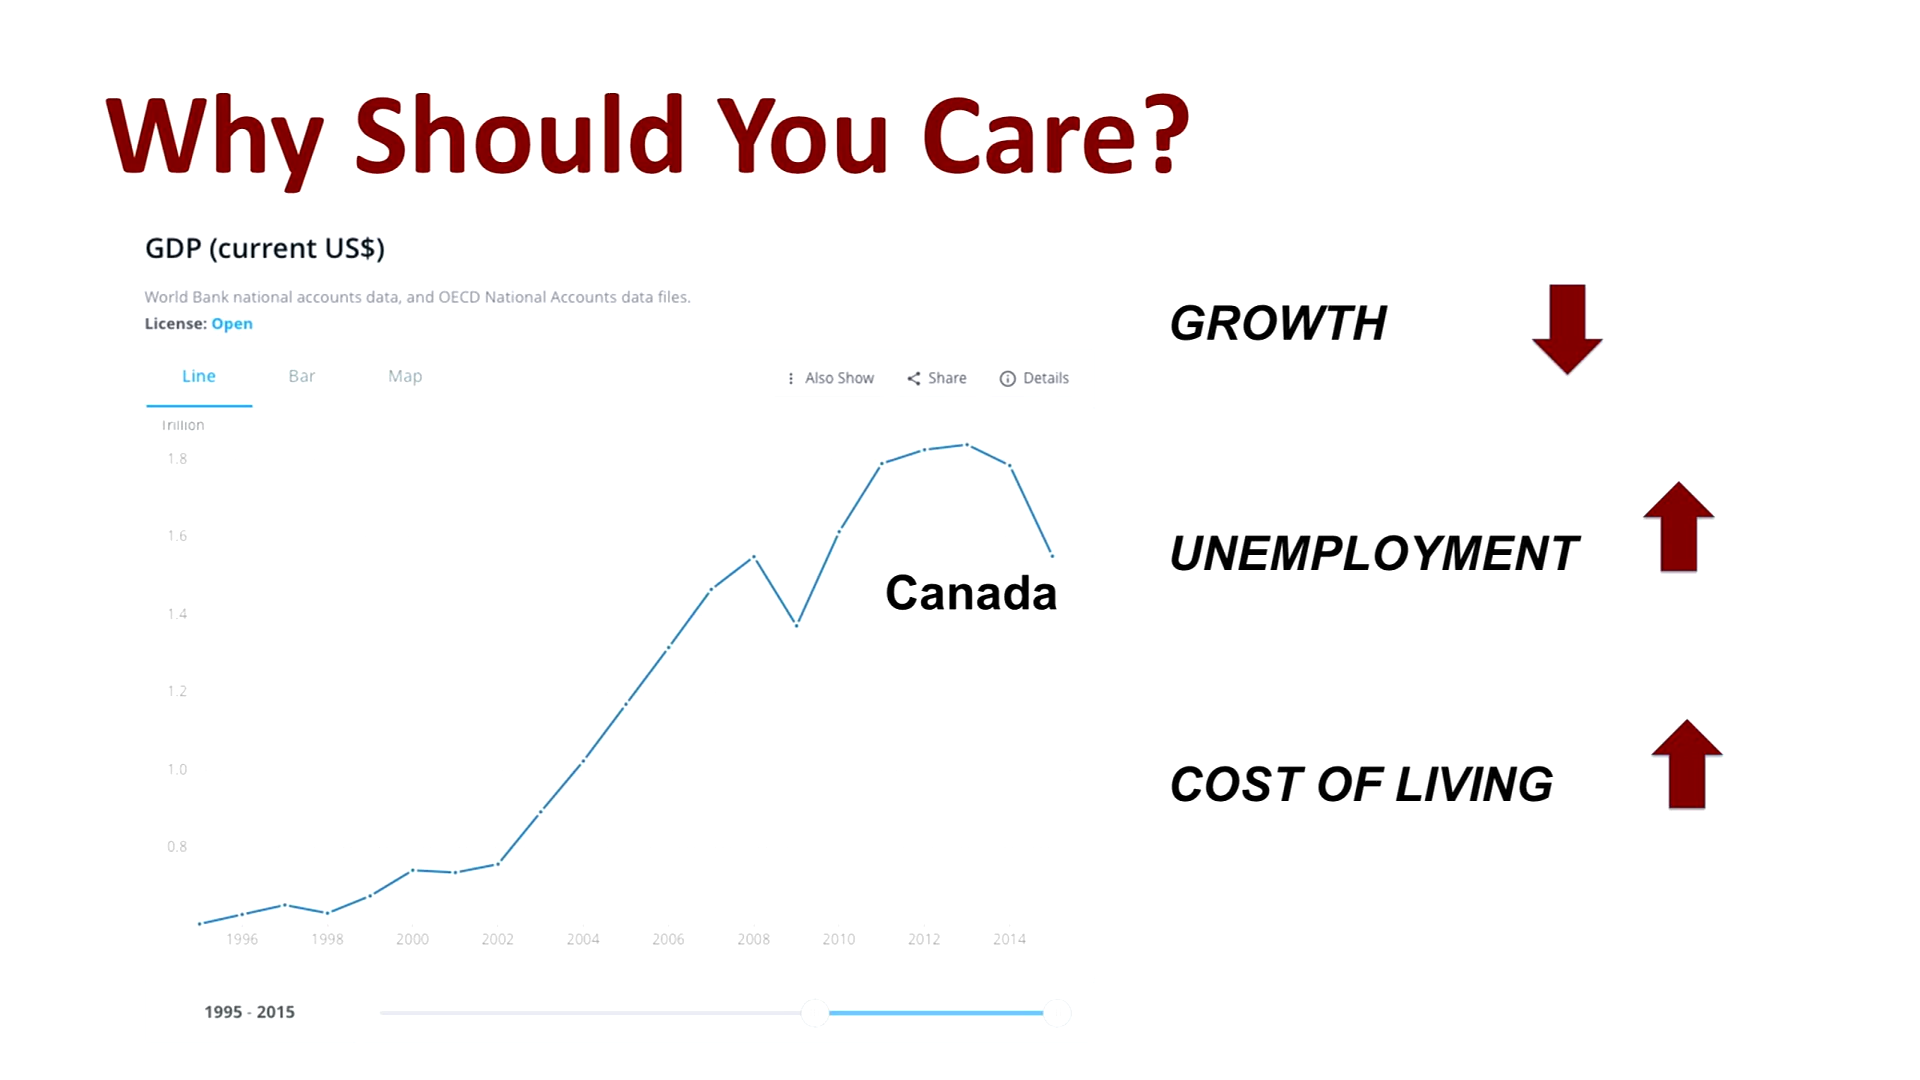 Why Should You Care?
GDP (current US$)
World Bank national accounts data, and OECD National Accounts data files.
License: Open
Line Bar Map Also Show Share Details
Trillion
1.8
1.6
1.4
1.2
1.0
0.8
Canada
1996 1998 2000 2002 2004 2006 2008 2010 2012 2014
1995 - 2015
GROWTH
UNEMPLOYMENT
COST OF LIVING